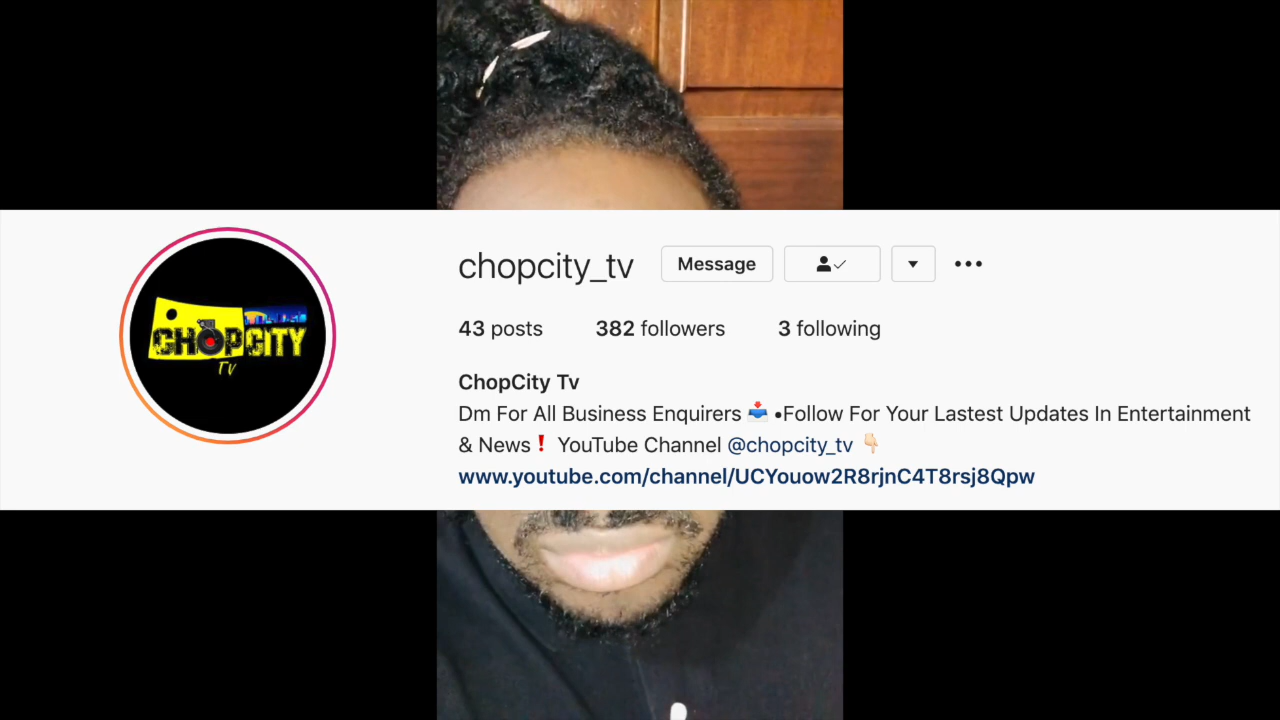 chopcity_tv Message
43 posts 382 followers 3 following
CHOPCITY
TV
ChopCity Tv
Dm For All Business Enquirers 📥 •Follow For Your Lastest Updates In Entertainment
& News❗ YouTube Channel @chopcity_tv 👇🏻
www.youtube.com/channel/UCYouow2R8rjnC4T8rsj8Qpw